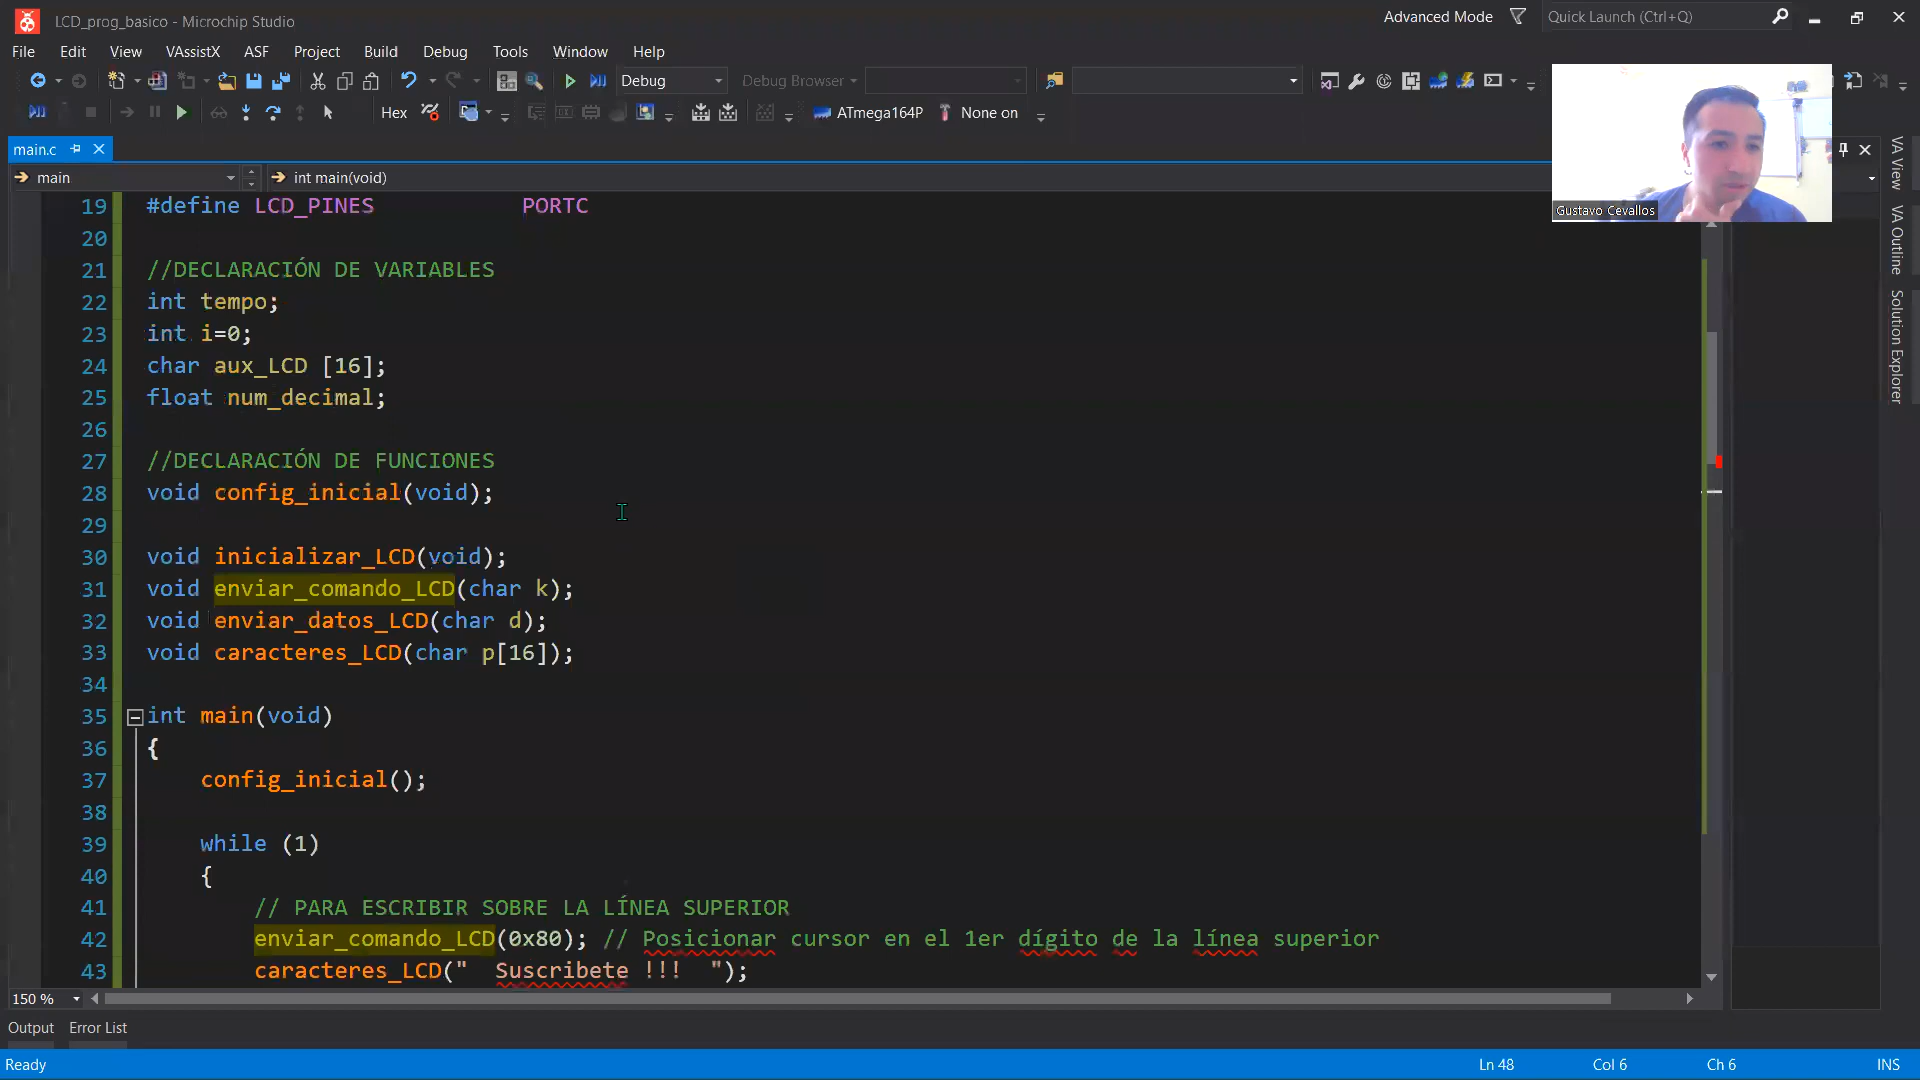 LCD_prog_basico - Microchip Studio
Advanced Mode
Quick Launch (Ctrl+Q)
File Edit View VAssistX ASF Project Build Debug Tools Window Help
Debug
Debug Browser
Hex
ATmega164P
None on
main.c
main
int main(void)
Gustavo Cevallos
19 #define LCD_PINES PORTC
20
21 //DECLARACIÓN DE VARIABLES
22 int tempo;
23 int i=0;
24 char aux_LCD [16];
25 float num_decimal;
26
27 //DECLARACIÓN DE FUNCIONES
28 void config_inicial(void);
29
30 void inicializar_LCD(void);
31 void enviar_comando_LCD(char k);
32 void enviar_datos_LCD(char d);
33 void caracteres_LCD(char p[16]);
34
35 int main(void)
36 {
37 config_inicial();
38
39 while (1)
40 {
41 // PARA ESCRIBIR SOBRE LA LÍNEA SUPERIOR
42 enviar_comando_LCD(0x80); // Posicionar cursor en el 1er dígito de la línea superior
43 caracteres_LCD("  Suscribete !!!  ");
150 %
Output Error List
Ready
Ln 48 Col 6 Ch 6 INS
VA View
VA Outline
Solution Explorer